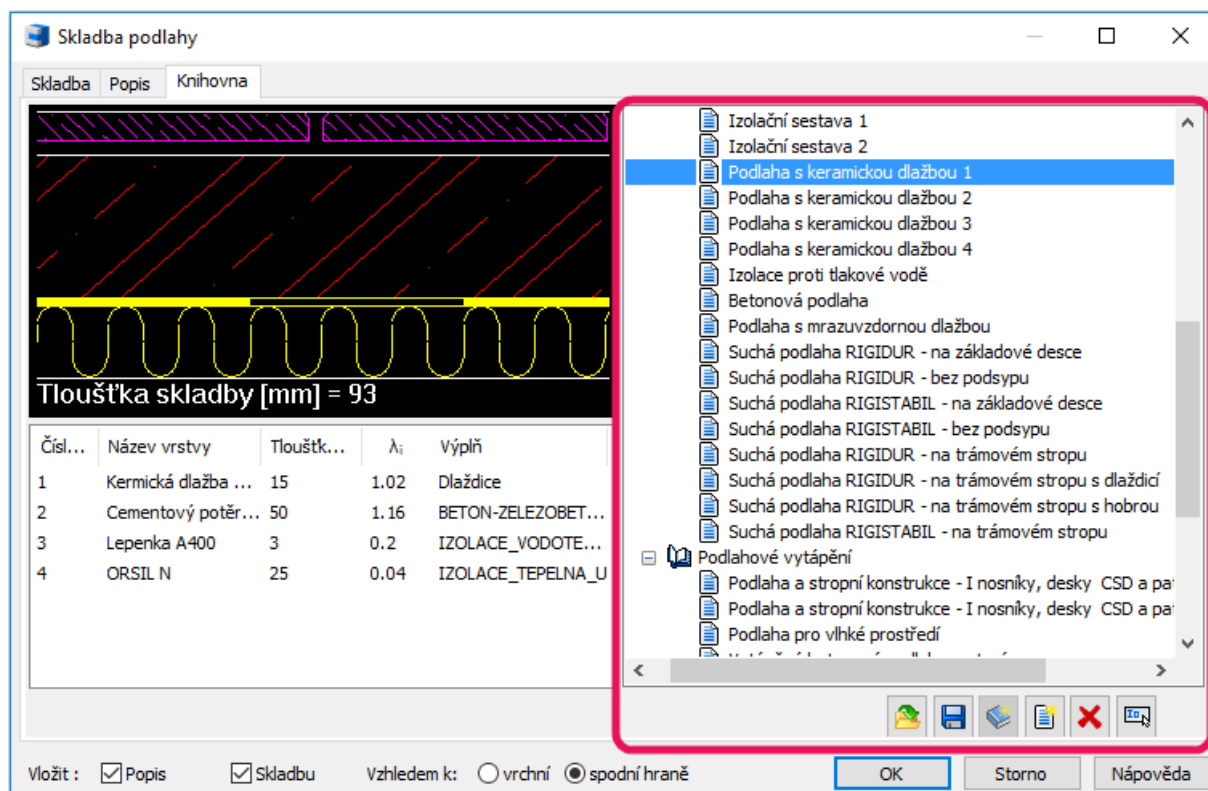 Skladba podlahy
Skladba Popis Knihovna
Tloušťka skladby [mm] = 93
Čísl... Název vrstvy Tloušťk... λᵢ Výplň
1 Kermická dlažba ... 15 1.02 Dlaždice
2 Cementový potěr... 50 1.16 BETON-ZELEZOBET...
3 Lepenka A400 3 0.2 IZOLACE_VODOTE...
4 ORSIL N 25 0.04 IZOLACE_TEPELNA_U
Izolační sestava 1
Izolační sestava 2
Podlaha s keramickou dlažbou 1
Podlaha s keramickou dlažbou 2
Podlaha s keramickou dlažbou 3
Podlaha s keramickou dlažbou 4
Izolace proti tlakové vodě
Betonová podlaha
Podlaha s mrazuvzdornou dlažbou
Suchá podlaha RIGIDUR - na základové desce
Suchá podlaha RIGIDUR - bez podsypu
Suchá podlaha RIGISTABIL - na základové desce
Suchá podlaha RIGISTABIL - bez podsypu
Suchá podlaha RIGIDUR - na trámovém stropu
Suchá podlaha RIGIDUR - na trámovém stropu s dlaždicí
Suchá podlaha RIGIDUR - na trámovém stropu s hobrou
Suchá podlaha RIGISTABIL - na trámovém stropu
Podlahové vytápění
Podlaha a stropní konstrukce - I nosníky, desky CSD a pa
Podlaha a stropní konstrukce - I nosníky, desky CSD a pa
Podlaha pro vlhké prostředí
Vložit : Popis Skladbu Vzhledem k: vrchní spodní hraně OK Storno Nápověda